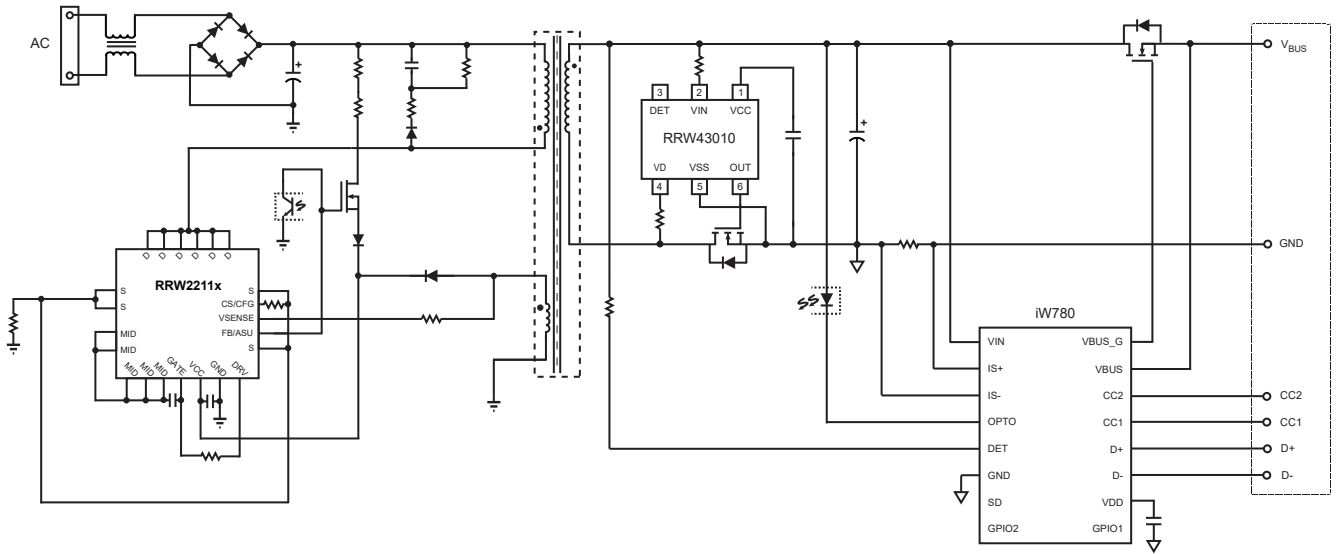 AC
VBUS
3
2
1
DET
VIN
VCC
RRW43010
VD
VSS
OUT
4
5
6
GND
D
D
D
D
D
D
RRW2211x
S
S
MID
MID
MID
MID
MID
GATE
VCC
GND
DRV
S
CS/CFG
VSENSE
FB/ASU
S
iW780
VIN
VBUS_G
IS+
VBUS
IS-
CC2
CC2
OPTO
CC1
CC1
DET
D+
D+
GND
D-
D-
SD
VDD
GPIO2
GPIO1